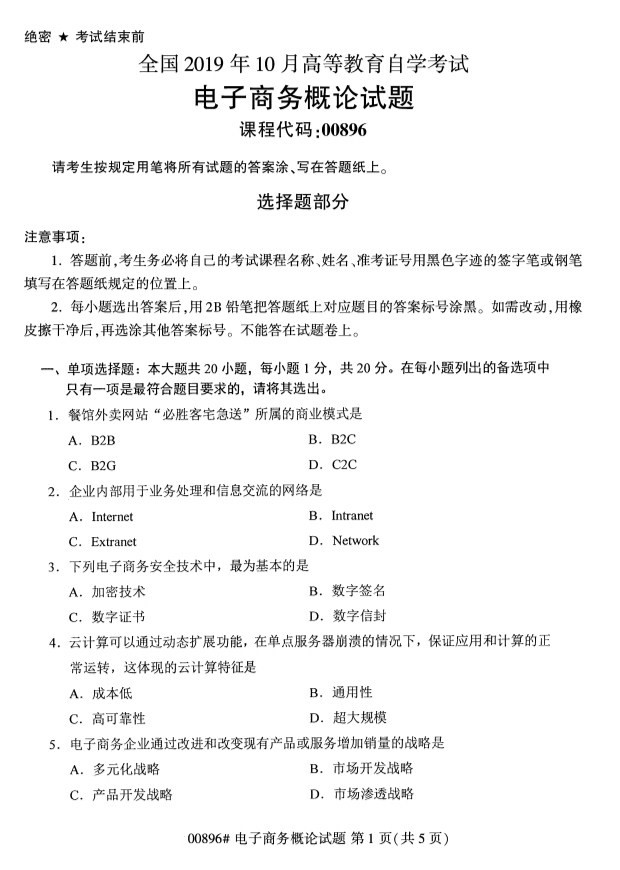 绝密 ★ 考试结束前
全国 2019 年 10 月高等教育自学考试
电子商务概论试题
课程代码:00896
请考生按规定用笔将所有试题的答案涂、写在答题纸上。
选择题部分
注意事项:
1. 答题前,考生务必将自己的考试课程名称、姓名、准考证号用黑色字迹的签字笔或钢笔
填写在答题纸规定的位置上。
2. 每小题选出答案后,用 2B 铅笔把答题纸上对应题目的答案标号涂黑。如需改动,用橡
皮擦干净后,再选涂其他答案标号。不能答在试题卷上。
一、单项选择题：本大题共 20 小题，每小题 1 分，共 20 分。在每小题列出的备选项中
只有一项是最符合题目要求的，请将其选出。
1．餐馆外卖网站“必胜客宅急送”所属的商业模式是
A．B2B B．B2C
C．B2G D．C2C
2．企业内部用于业务处理和信息交流的网络是
A．Internet B．Intranet
C．Extranet D．Network
3．下列电子商务安全技术中，最为基本的是
A．加密技术 B．数字签名
C．数字证书 D．数字信封
4．云计算可以通过动态扩展功能，在单点服务器崩溃的情况下，保证应用和计算的正
常运转，这体现的云计算特征是
A．成本低 B．通用性
C．高可靠性 D．超大规模
5．电子商务企业通过改进和改变现有产品或服务增加销量的战略是
A．多元化战略 B．市场开发战略
C．产品开发战略 D．市场渗透战略
00896# 电子商务概论试题 第 1 页(共 5 页)